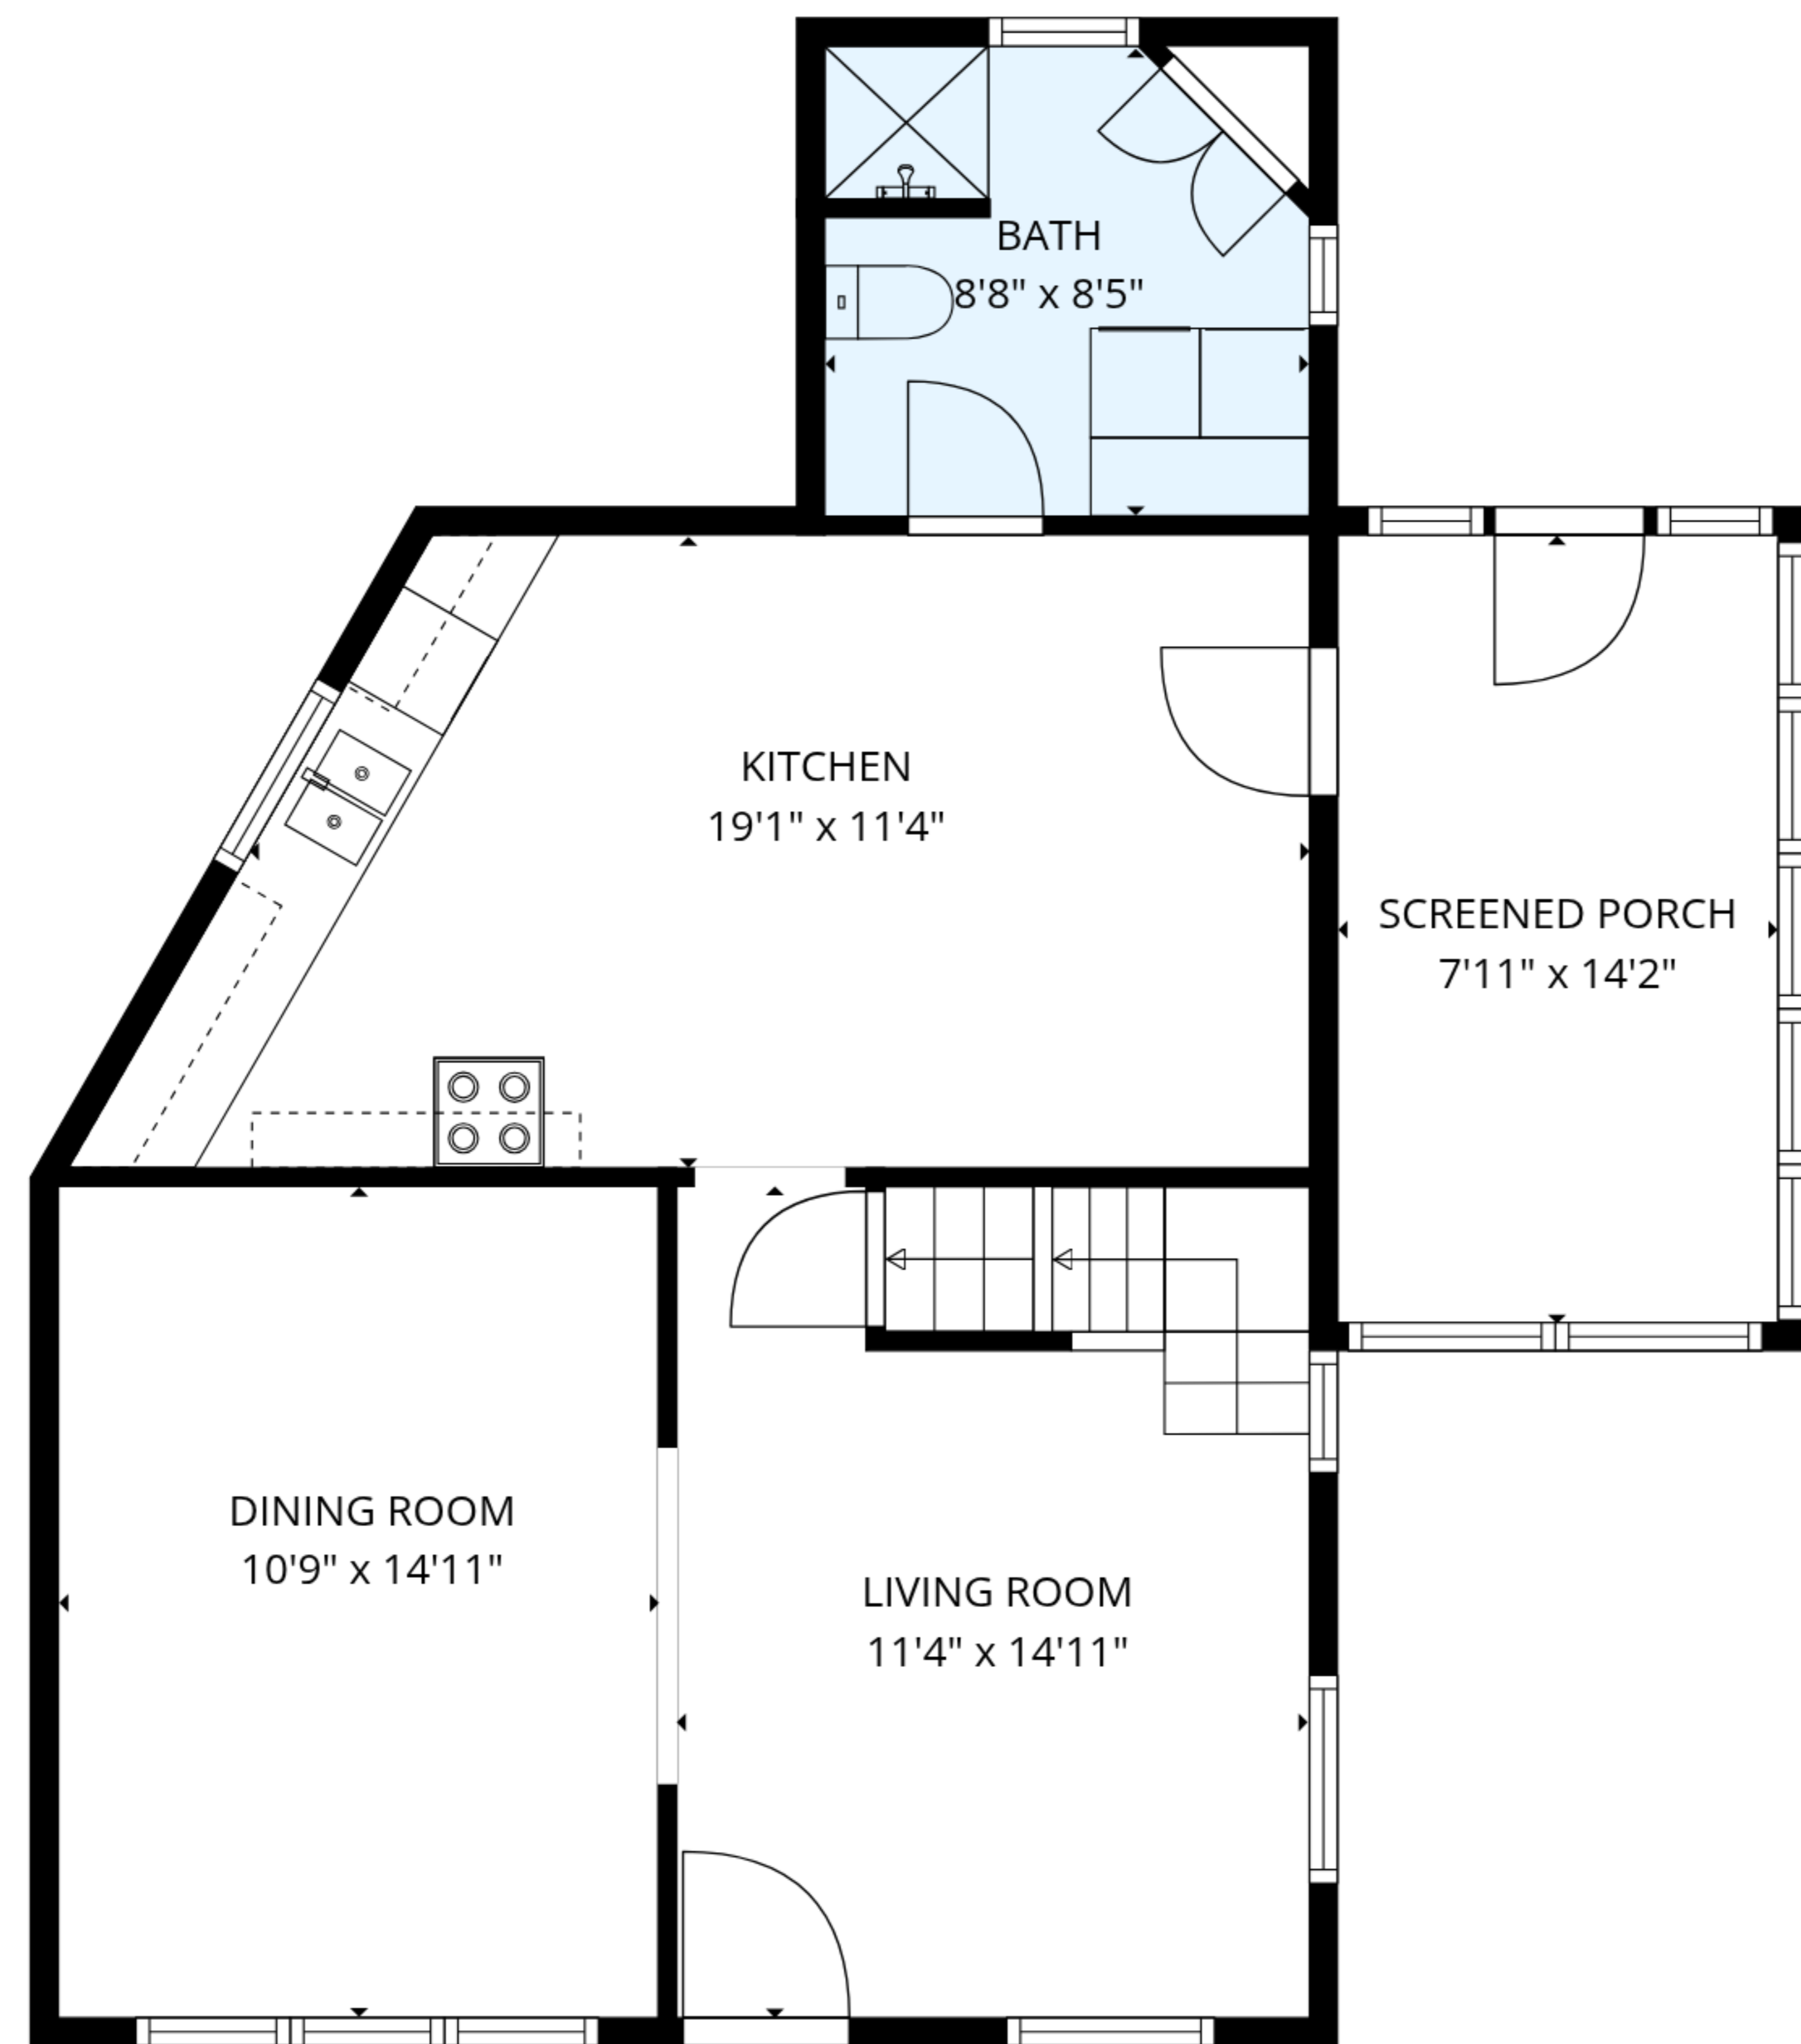 BATH
8'8" x 8'5"
KITCHEN
19'1" x 11'4"
SCREENED PORCH
7'11" x 14'2"
DINING ROOM
10'9" x 14'11"
LIVING ROOM
11'4" x 14'11"